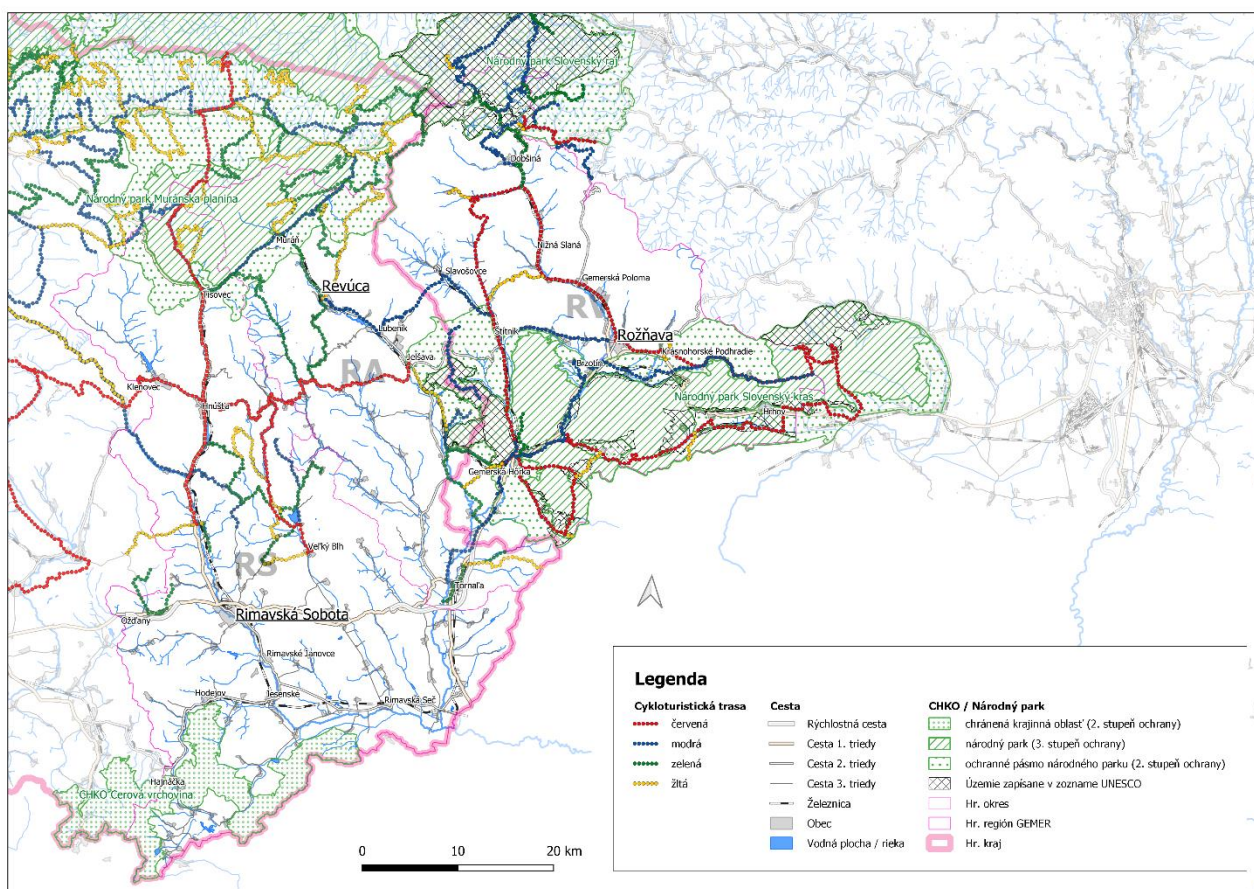 Národný park Slovenský raj
Dobšiná
Národný park Muránska planina
Muráň
Nižná Slaná
Slavošovce
Gemerská Poloma
Revúca
Tisovec
RV
Lubeník
Štítnik
Rožňava
Krásnohorské Podhradie
Jelšava
Brzotín
RA
Klenovec
Národný park Slovenský kras
Hnúšťa
Hrhov
Gemerská Hôrka
Veľký Blh
RS
Tornaľa
Ožďany
Rimavská Sobota
Rimavské Janovce
Hodejov
Jesenské
Rimavská Seč
Hajnáčka
CHKO Cerová vrchovina
0 10 20 km
Legenda
Cykloturistická trasa
červená
modrá
zelená
žltá
Cesta
Rýchlostná cesta
Cesta 1. triedy
Cesta 2. triedy
Cesta 3. triedy
Železnica
Obec
Vodná plocha / rieka
CHKO / Národný park
chránená krajinná oblasť (2. stupeň ochrany)
národný park (3. stupeň ochrany)
ochranné pásmo národného parku (2. stupeň ochrany)
Územie zapísane v zozname UNESCO
Hr. okres
Hr. región GEMER
Hr. kraj